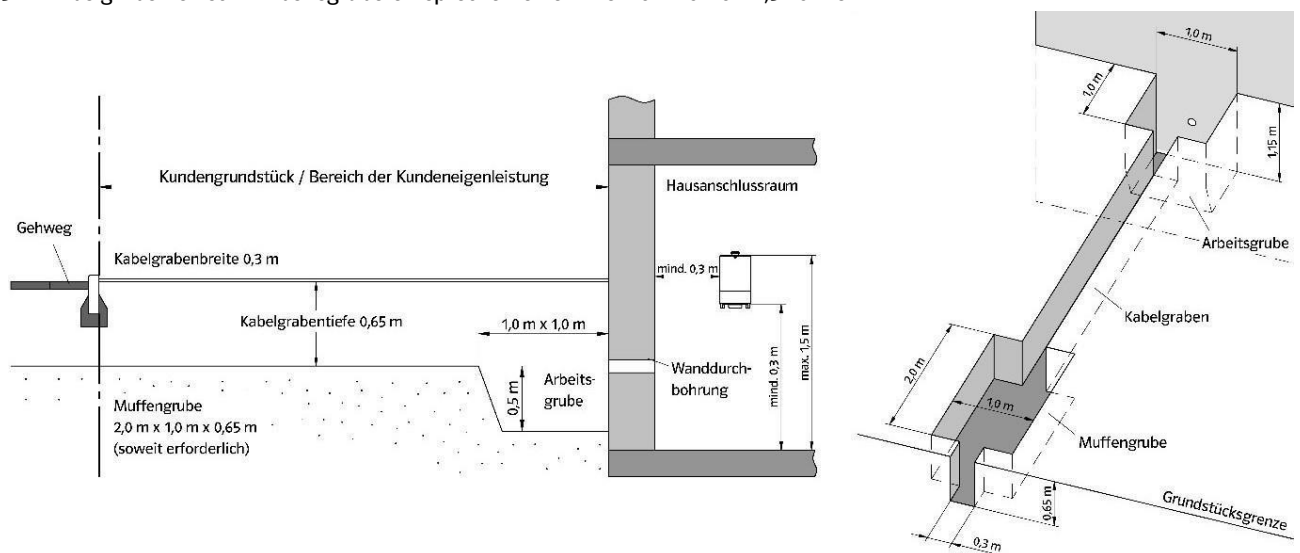 Kundengrundstück / Bereich der Kundeneigenleistung
Hausanschlussraum
Gehweg
Kabelgrabenbreite 0,3 m
mind. 0,3 m
Kabelgrabentiefe 0,65 m
1,0 m x 1,0 m
mind. 0,3 m
max. 1,5 m
Wanddurch-
bohrung
Arbeits-
grube
0,5 m
Muffengrube
2,0 m x 1,0 m x 0,65 m
(soweit erforderlich)
1,0 m
1,0 m
1,15 m
Arbeitsgrube
Kabelgraben
2,0 m
1,0 m
Muffengrube
Grundstücksgrenze
0,65 m
0,3 m